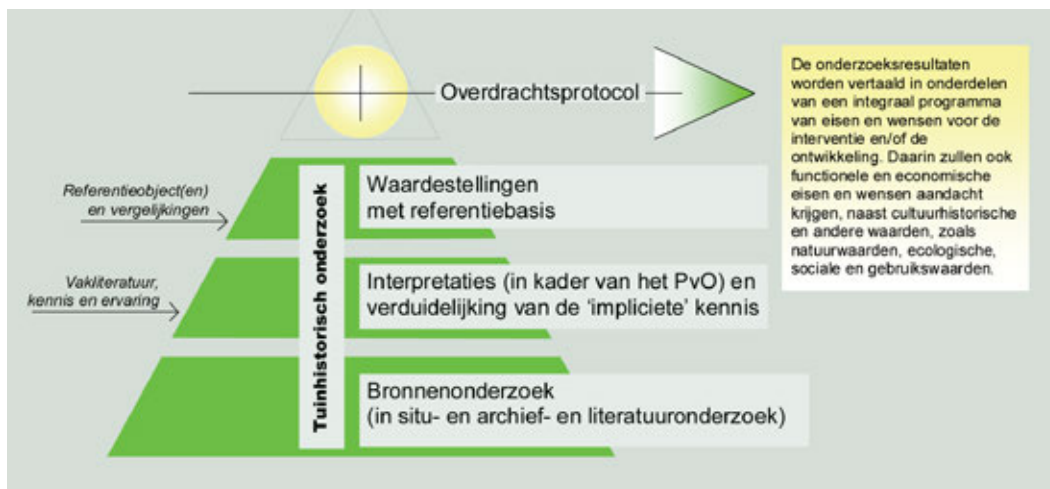 Overdrachtsprotocol
De onderzoeksresultaten
worden vertaald in onderdelen
van een integraal programma
van eisen en wensen voor de
interventie en/of de
ontwikkeling. Daarin zullen ook
functionele en economische
eisen en wensen aandacht
krijgen, naast cultuurhistorische
en andere waarden, zoals
natuurwaarden, ecologische,
sociale en gebruikswaarden.
Referentieobject(en)
en vergelijkingen
Waardestellingen
met referentiebasis
Vakliteratuur,
kennis en ervaring
Interpretaties (in kader van het PvO) en
verduidelijking van de ‘impliciete’ kennis
Bronnenonderzoek
(in situ- en archief- en literatuuronderzoek)
Tuinhistorisch onderzoek